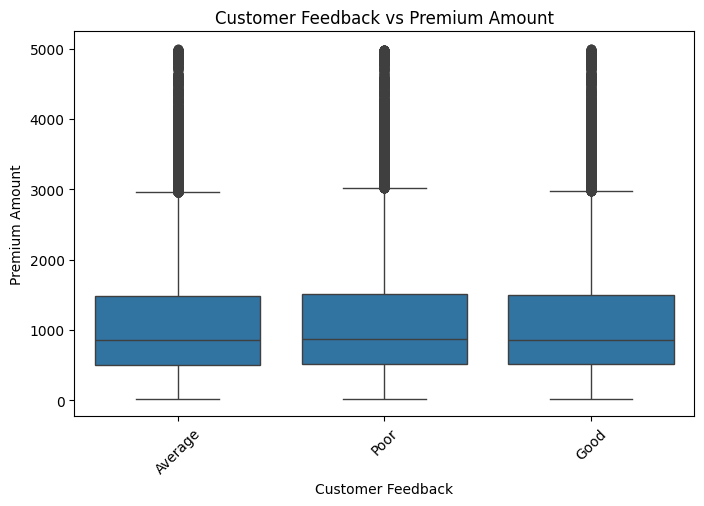 Customer Feedback vs Premium Amount
Premium Amount
5000
4000
3000
2000
1000
0
Average
Poor
Good
Customer Feedback